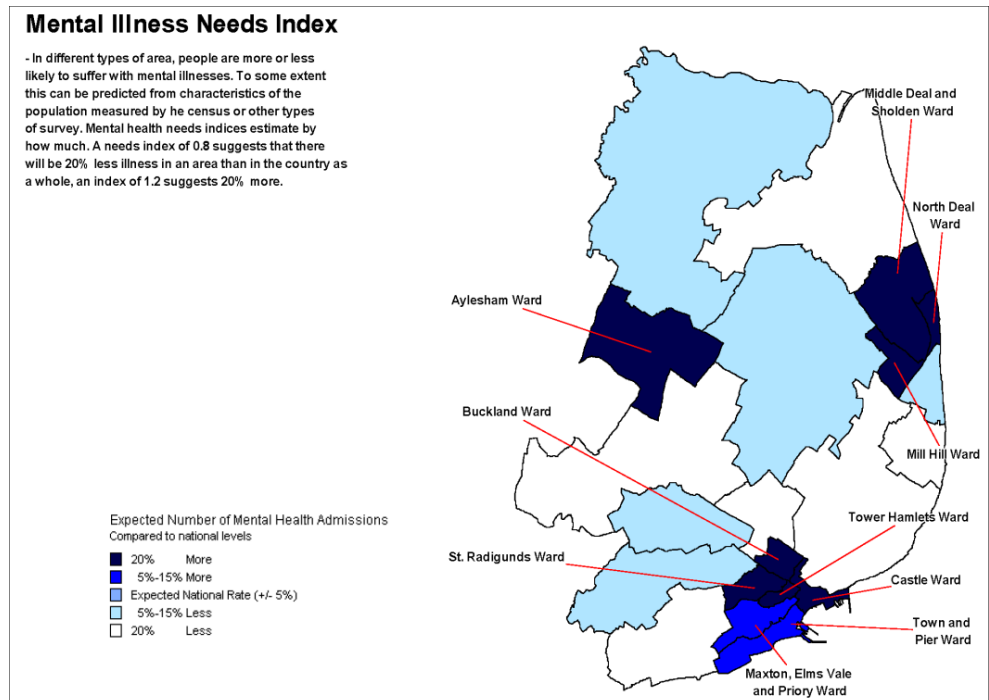 Mental Illness Needs Index
- In different types of area, people are more or less
likely to suffer with mental illnesses. To some extent
this can be predicted from characteristics of the
population measured by he census or other types
of survey. Mental health needs indices estimate by
how much. A needs index of 0.8 suggests that there
will be 20% less illness in an area than in the country as
a whole, an index of 1.2 suggests 20% more.
Middle Deal and
Sholden Ward
North Deal
Ward
Aylesham Ward
Buckland Ward
Mill Hill Ward
Tower Hamlets Ward
St. Radigunds Ward
Castle Ward
Town and
Pier Ward
Maxton, Elms Vale
and Priory Ward
Expected Number of Mental Health Admissions
Compared to national levels
20% More
5%-15% More
Expected National Rate (+/- 5%)
5%-15% Less
20% Less